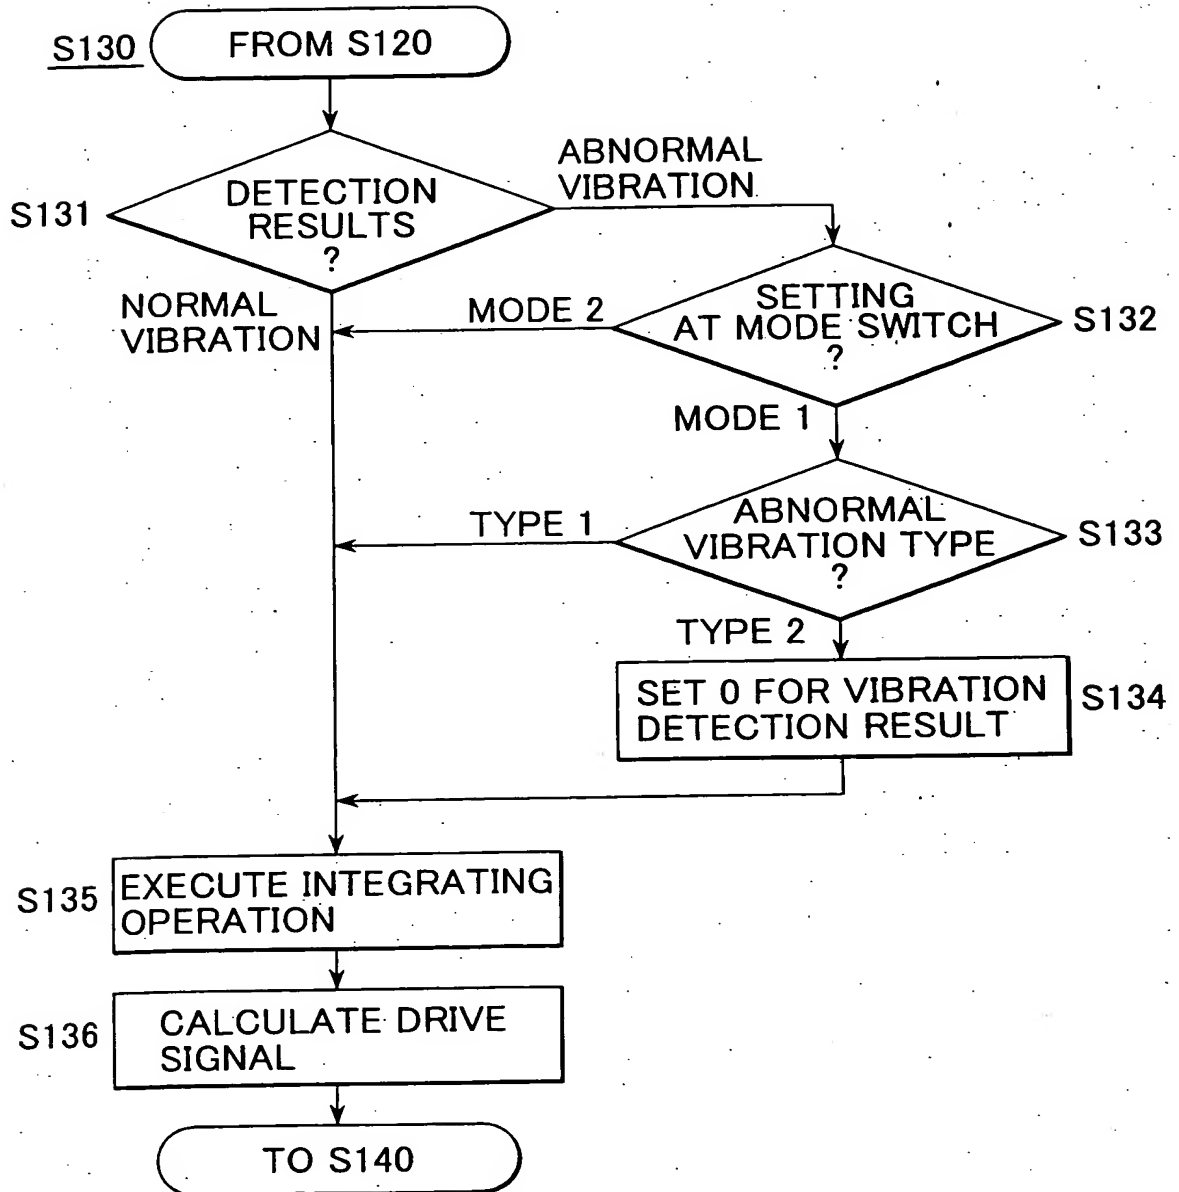 S130
FROM S120
ABNORMAL
VIBRATION
S131
DETECTION
RESULTS
?
NORMAL
VIBRATION
MODE 2
SETTING
AT MODE SWITCH
?
S132
MODE 1
TYPE 1
ABNORMAL
VIBRATION TYPE
?
S133
TYPE 2
SET 0 FOR VIBRATION
DETECTION RESULT
S134
S135
EXECUTE INTEGRATING
OPERATION
S136
CALCULATE DRIVE
SIGNAL
TO S140